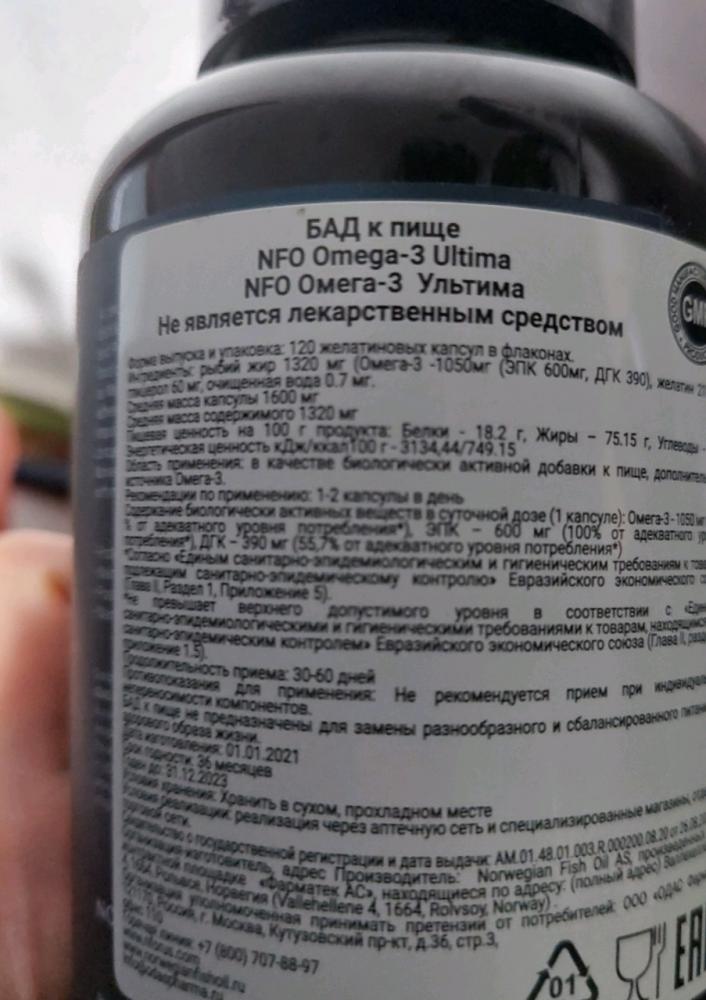 БАД к пище
NFO Omega-3 Ultima
NFO Омега-3 Ультима
Не является лекарственным средством
GM
Форма выпуска и упаковка: 120 желатиновых капсул в флаконах.
Ингредиенты: рыбий жир 1320 мг (Омега-3 -1050мг (ЭПК 600мг, ДГК 390), желатин
глицерол 60 мг, очищенная вода 0.7 мг.
Средняя масса капсулы 1600 мг
Средняя масса содержимого 1320 мг
Пищевая ценность на 100 г продукта: Белки - 18.2 г, Жиры – 75.15 г, Углеводы -
Энергетическая ценность кДж/ккал100 г - 3134,44/749.15
Область применения: в качестве биологически активной добавки к пище,
источника Омега-3.
Рекомендации по применению: 1-2 капсулы в день
Содержание биологически активных веществ в суточной дозе (1 капсуле): Омега-3 - 1050 мг
% от адекватного уровня потребления*), ЭПК – 600 мг (100% от адекватного
потребления*), ДГК – 390 мг (55,7% от адекватного уровня потребления*)
*Согласно «Единым санитарно-эпидемиологическим и гигиеническим требованиям к
подлежащим санитарно-эпидемическому контролю» Евразийского экономического
Глава II, Раздел 1, Приложение 5).
*Не превышает верхнего допустимого уровня в соответствии с
санитарно-эпидемиологическими и гигиеническими требованиями к товарам,
санитарно-эпидемическим контролем» Евразийского экономического союза (Глава II,
приложение 1.5).
Продолжительность приема: 30-60 дней
Противопоказания для применения: Не рекомендуется прием при
непереносимости компонентов.
БАД к пище не предназначены для замены разнообразного и сбалансированного
здорового образа жизни.
Дата изготовления: 01.01.2021
Срок годности: 36 месяцев
Годен до: 31.12.2023
Условия хранения: Хранить в сухом, прохладном месте
Условия реализации: реализация через аптечную сеть и специализированные магазины,
торговой сети.
Свидетельство о государственной регистрации и дата выдачи: AM.01.48.01.003.R.000200.08.20 от
Организация изготовитель, адрес Производитель: Norwegian Fish Oil AS,
площадке «Фарматек АС», находящиеся по адресу: (полный адрес)
4, 1664, Рольвсой, Норвегия (Vallehellene 4, 1664, Rolvsoy, Norway) .
Организация уполномоченная принимать претензии от потребителей: ООО «ОДАС
121170, Россия, г. Москва, Кутузовский пр-кт, д.36, стр.3,
офис 110
линия: +7 (800) 707-88-97
www.norwegianfishoil.ru
01